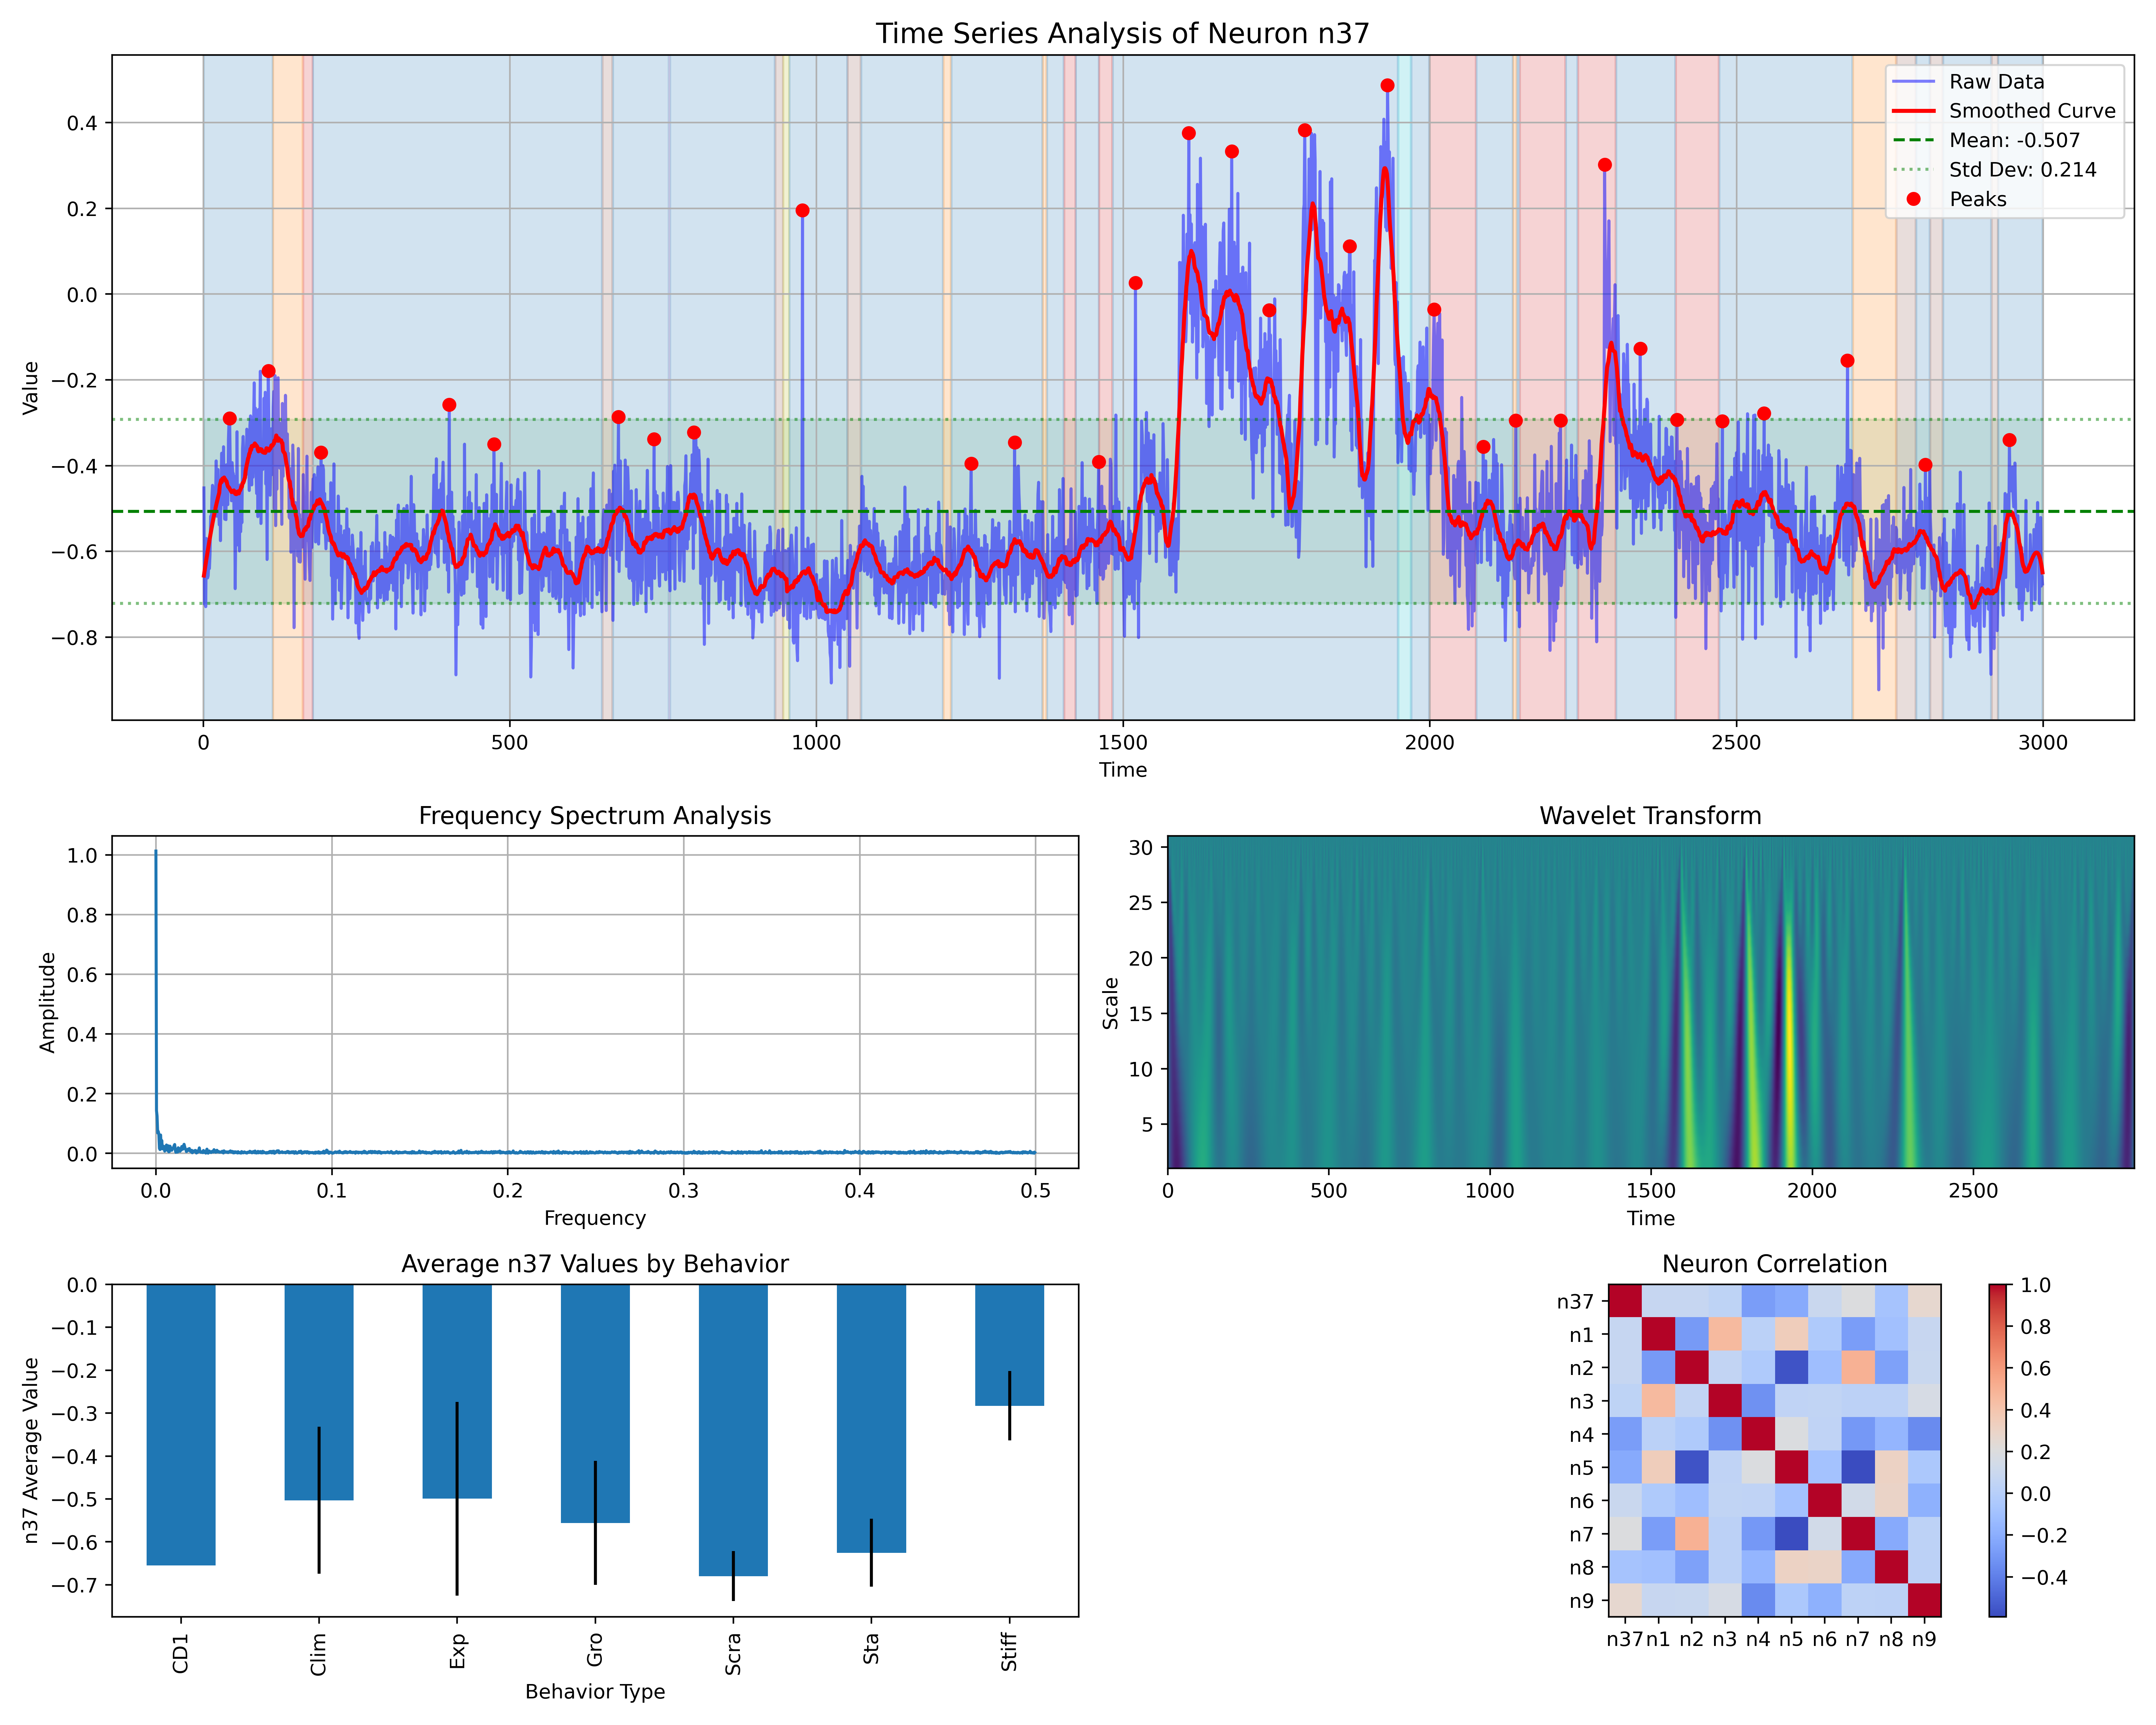 Time Series Analysis of Neuron n37
Value
0.4
0.2
0.0
−0.2
−0.4
−0.6
−0.8
Raw Data
Smoothed Curve
Mean: -0.507
Std Dev: 0.214
Peaks
0 500 1000 1500 2000 2500 3000
Time
Frequency Spectrum Analysis
Amplitude
1.0
0.8
0.6
0.4
0.2
0.0
0.0 0.1 0.2 0.3 0.4 0.5
Frequency
Wavelet Transform
Scale
30
25
20
15
10
5
0 500 1000 1500 2000 2500
Time
Average n37 Values by Behavior
n37 Average Value
0.0
−0.1
−0.2
−0.3
−0.4
−0.5
−0.6
−0.7
CD1 Clim Exp Gro Scra Sta Stiff
Behavior Type
Neuron Correlation
n37
n1
n2
n3
n4
n5
n6
n7
n8
n9
n37 n1 n2 n3 n4 n5 n6 n7 n8 n9
1.0
0.8
0.6
0.4
0.2
0.0
−0.2
−0.4